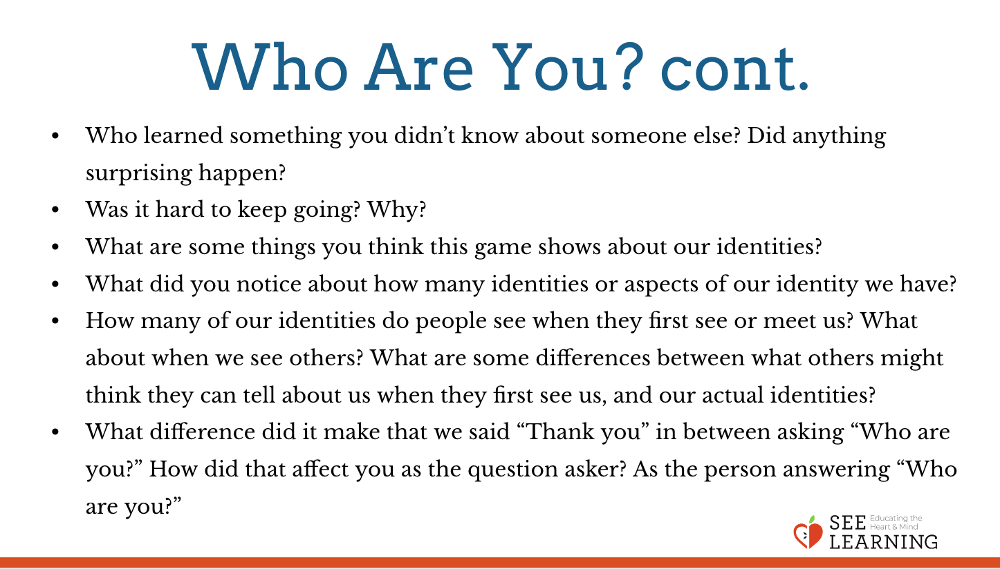 Who Are You? cont.
• Who learned something you didn’t know about someone else? Did anything
surprising happen?
• Was it hard to keep going? Why?
• What are some things you think this game shows about our identities?
• What did you notice about how many identities or aspects of our identity we have?
• How many of our identities do people see when they first see or meet us? What
about when we see others? What are some differences between what others might
think they can tell about us when they first see us, and our actual identities?
• What difference did it make that we said “Thank you” in between asking “Who are
you?” How did that affect you as the question asker? As the person answering “Who
are you?”
SEE Educating the
Heart & Mind
LEARNING